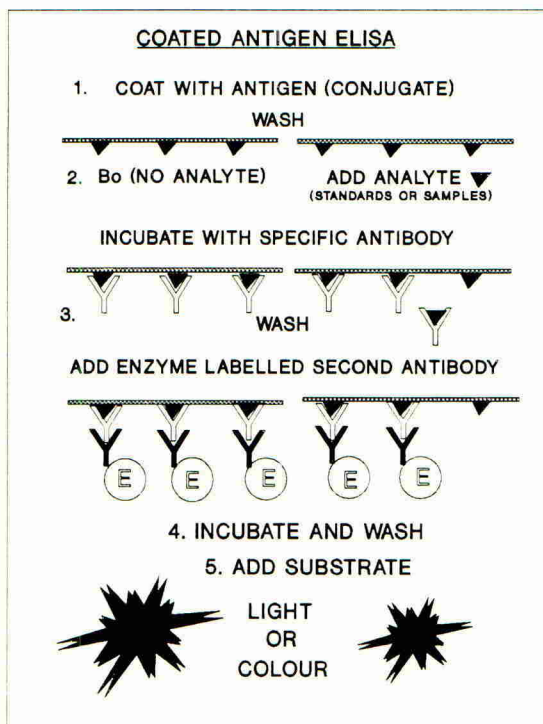 COATED ANTIGEN ELISA
1. COAT WITH ANTIGEN (CONJUGATE)
WASH
2. Bo (NO ANALYTE)
ADD ANALYTE
(STANDARDS OR SAMPLES)
INCUBATE WITH SPECIFIC ANTIBODY
3.
WASH
ADD ENZYME LABELLED SECOND ANTIBODY
E E E E E
4. INCUBATE AND WASH
5. ADD SUBSTRATE
LIGHT
OR
COLOUR